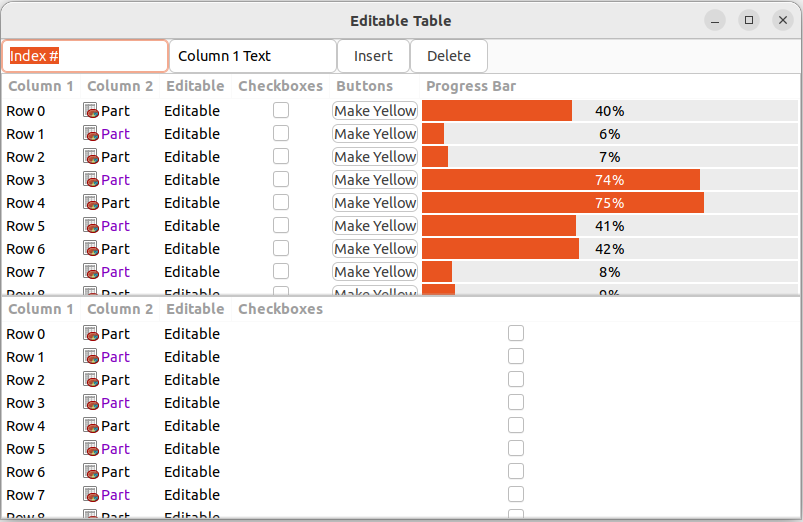 Editable Table
Index # Column 1 Text Insert Delete
Column 1 Column 2 Editable Checkboxes Buttons Progress Bar
Row 0 Part Editable Make Yellow 40%
Row 1 Part Editable Make Yellow 6%
Row 2 Part Editable Make Yellow 7%
Row 3 Part Editable Make Yellow 74%
Row 4 Part Editable Make Yellow 75%
Row 5 Part Editable Make Yellow 41%
Row 6 Part Editable Make Yellow 42%
Row 7 Part Editable Make Yellow 8%
Row 8 Part Editable Make Yellow 9%
Column 1 Column 2 Editable Checkboxes
Row 0 Part Editable
Row 1 Part Editable
Row 2 Part Editable
Row 3 Part Editable
Row 4 Part Editable
Row 5 Part Editable
Row 6 Part Editable
Row 7 Part Editable
Row 8 Part Editable